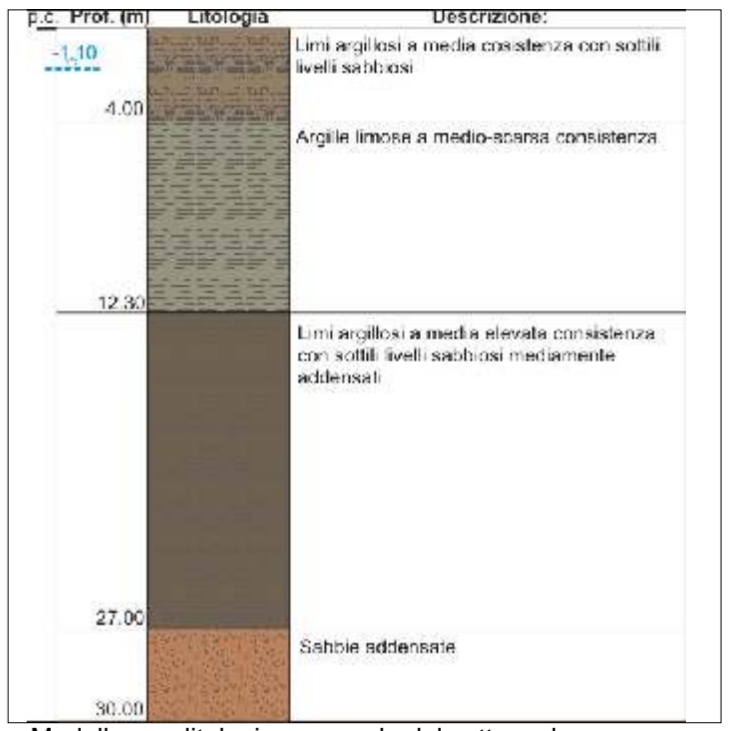 p.c. Prof. (m) Litologia Descrizione:
-1,10
Limi argillosi a media cosistenza con sottili
livelli sabbiosi
4.00
Argille limose a medio-scarsa consistenza
12.30
Limi argillosi a media elevata consistenza
con sottili livelli sabbiosi mediamente
addensati
27.00
Sabbie addensate
30.00